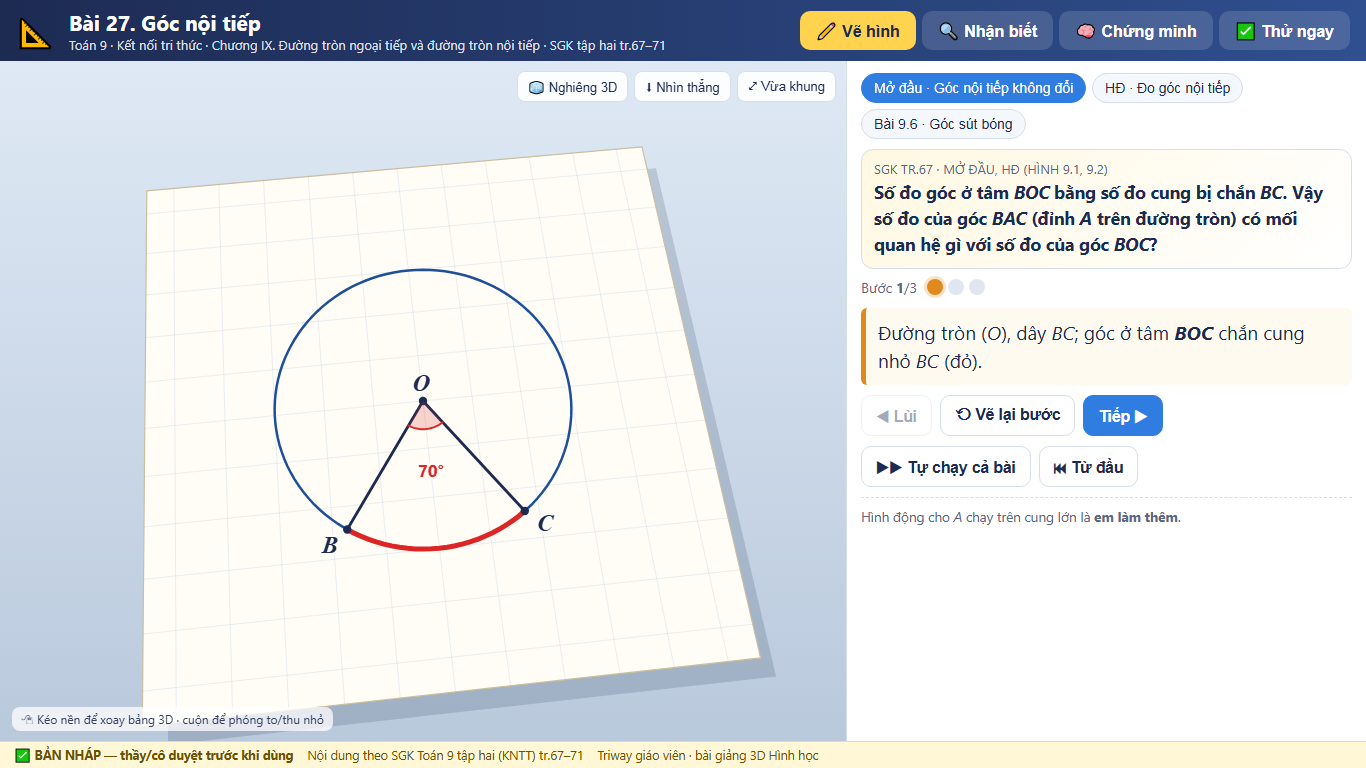 Bài 27. Góc nội tiếp
Toán 9 · Kết nối tri thức · Chương IX. Đường tròn ngoại tiếp và đường tròn nội tiếp · SGK tập hai tr.67–71
Vẽ hình
Nhận biết
Chứng minh
Thử ngay
Nghiêng 3D
Nhìn thẳng
Vừa khung
O
70°
B
C
Kéo nền để xoay bảng 3D · cuộn để phóng to/thu nhỏ
Mở đầu · Góc nội tiếp không đổi
HĐ · Đo góc nội tiếp
Bài 9.6 · Góc sút bóng
SGK TR.67 · MỞ ĐẦU, HĐ (HÌNH 9.1, 9.2)
Số đo góc ở tâm BOC bằng số đo cung bị chắn BC. Vậy
số đo của góc BAC (đỉnh A trên đường tròn) có mối
quan hệ gì với số đo của góc BOC?
Bước 1/3
Đường tròn (O), dây BC; góc ở tâm BOC chắn cung
nhỏ BC (đỏ).
◀ Lùi
Vẽ lại bước
Tiếp ▶
▶▶ Tự chạy cả bài
⏮ Từ đầu
Hình động cho A chạy trên cung lớn là em làm thêm.
✅ BẢN NHÁP — thầy/cô duyệt trước khi dùng
Nội dung theo SGK Toán 9 tập hai (KNTT) tr.67–71
Triway giáo viên · bài giảng 3D Hình học